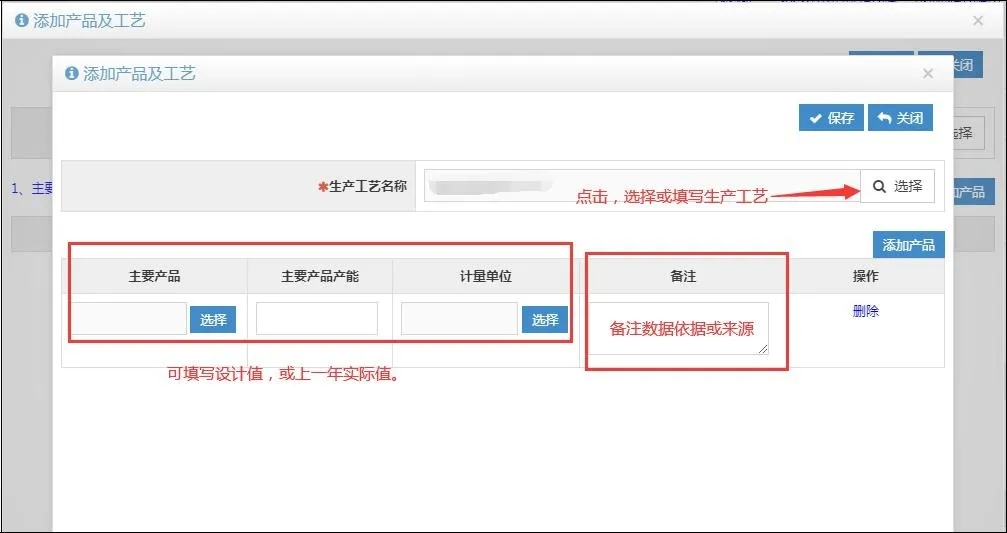 添加产品及工艺
关闭
添加产品及工艺
保存 关闭
选择
*生产工艺名称
选择
点击，选择或填写生产工艺
1、主要
加产品
添加产品
主要产品 主要产品产能 计量单位 备注 操作
选择 选择 备注数据依据或来源 删除
可填写设计值，或上一年实际值。